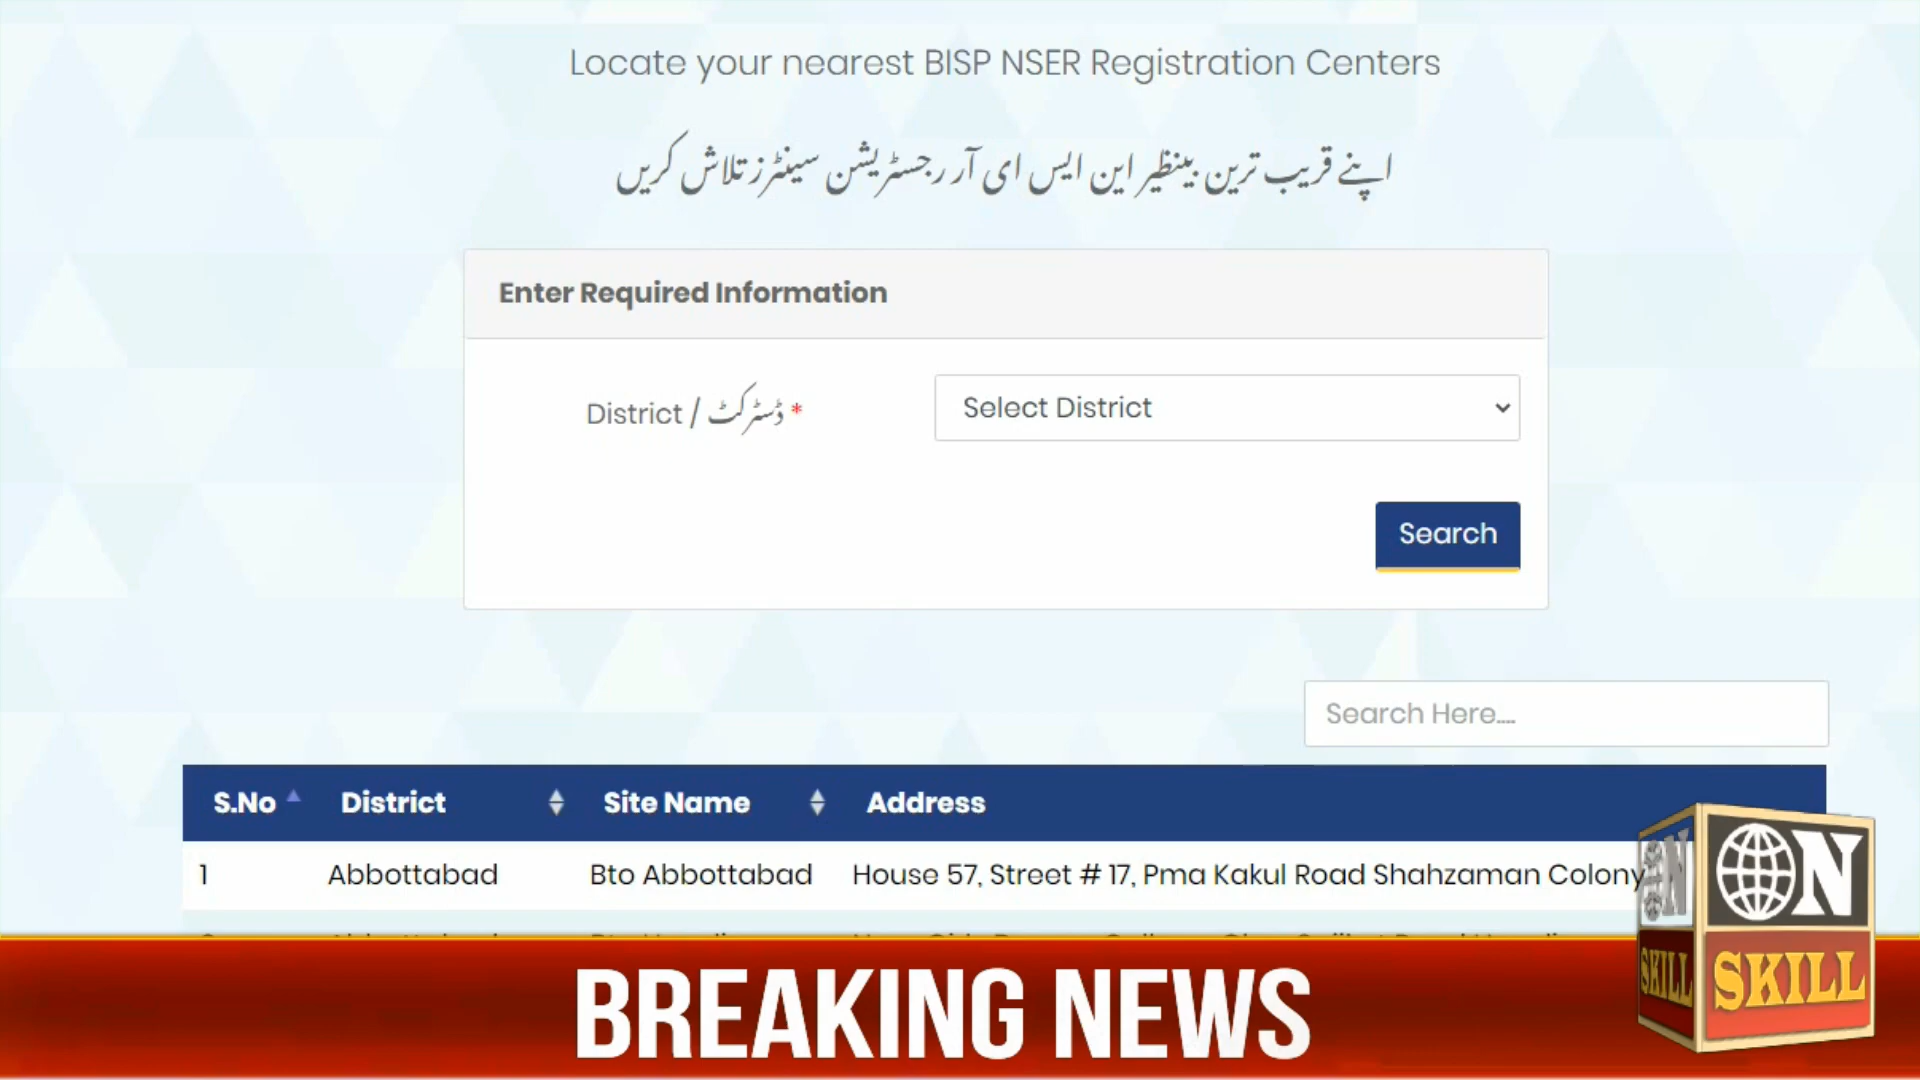 Locate your nearest BISP NSER Registration Centers
اپنے قریب ترین بینظیر این ایس ای آر رجسٹریشن سینٹرز تلاش کریں
Enter Required Information
District / ڈسٹرکٹ *
Select District
Search
Search Here....
S.No District Site Name Address
1 Abbottabad Bto Abbottabad House 57, Street # 17, Pma Kakul Road Shahzaman Colony
ON
SKILL
ON
SKILL
BREAKING NEWS